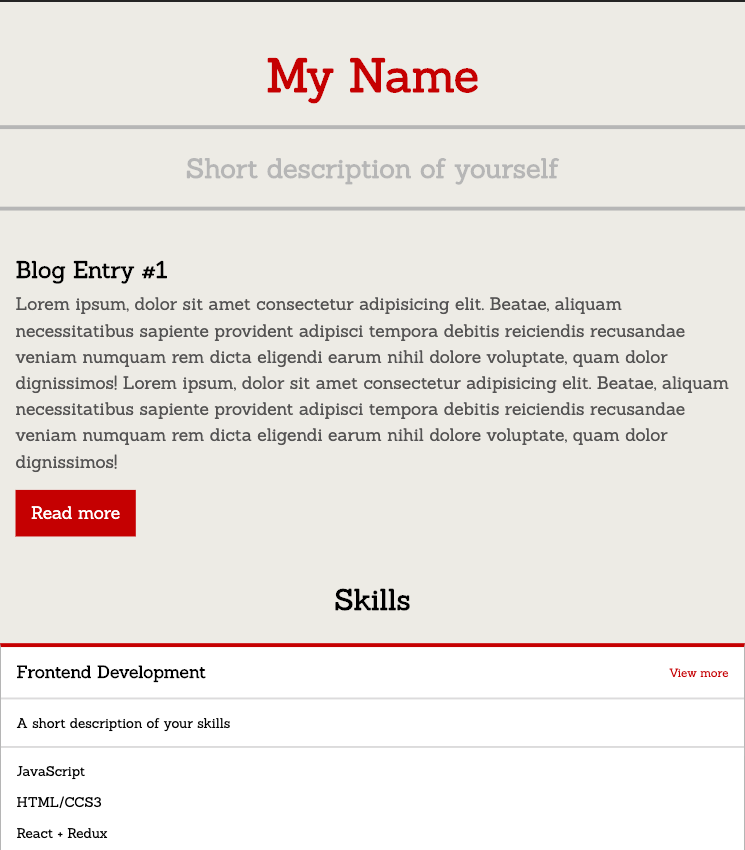 My Name
Short description of yourself
Blog Entry #1
Lorem ipsum, dolor sit amet consectetur adipisicing elit. Beatae, aliquam
necessitatibus sapiente provident adipisci tempora debitis reiciendis recusandae
veniam numquam rem dicta eligendi earum nihil dolore voluptate, quam dolor
dignissimos! Lorem ipsum, dolor sit amet consectetur adipisicing elit. Beatae, aliquam
necessitatibus sapiente provident adipisci tempora debitis reiciendis recusandae
veniam numquam rem dicta eligendi earum nihil dolore voluptate, quam dolor
dignissimos!
Read more
Skills
Frontend Development View more
A short description of your skills
JavaScript
HTML/CCS3
React + Redux